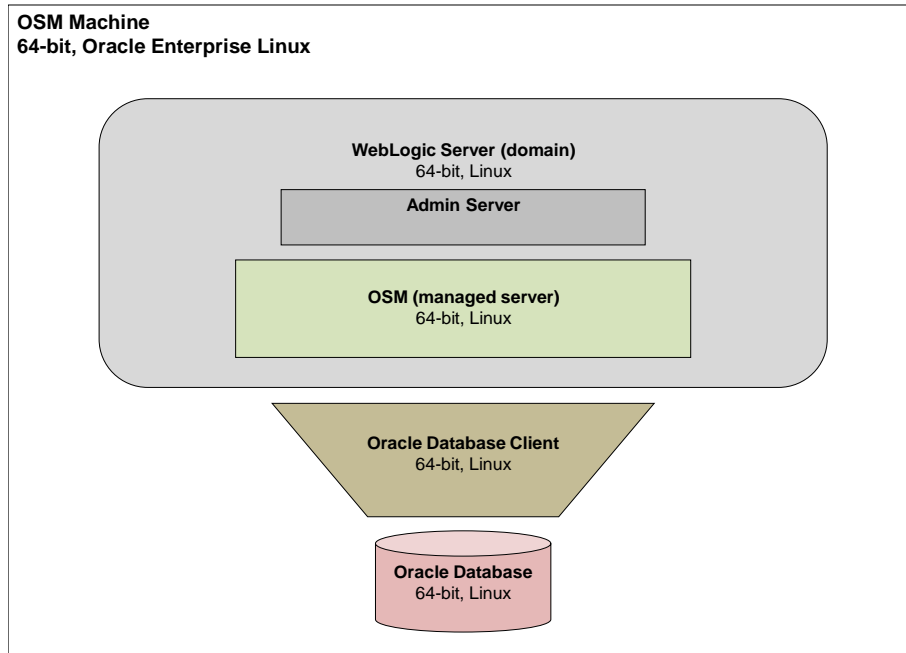 OSM Machine
64-bit, Oracle Enterprise Linux
WebLogic Server (domain)
64-bit, Linux
Admin Server
OSM (managed server)
64-bit, Linux
Oracle Database Client
64-bit, Linux
Oracle Database
64-bit, Linux